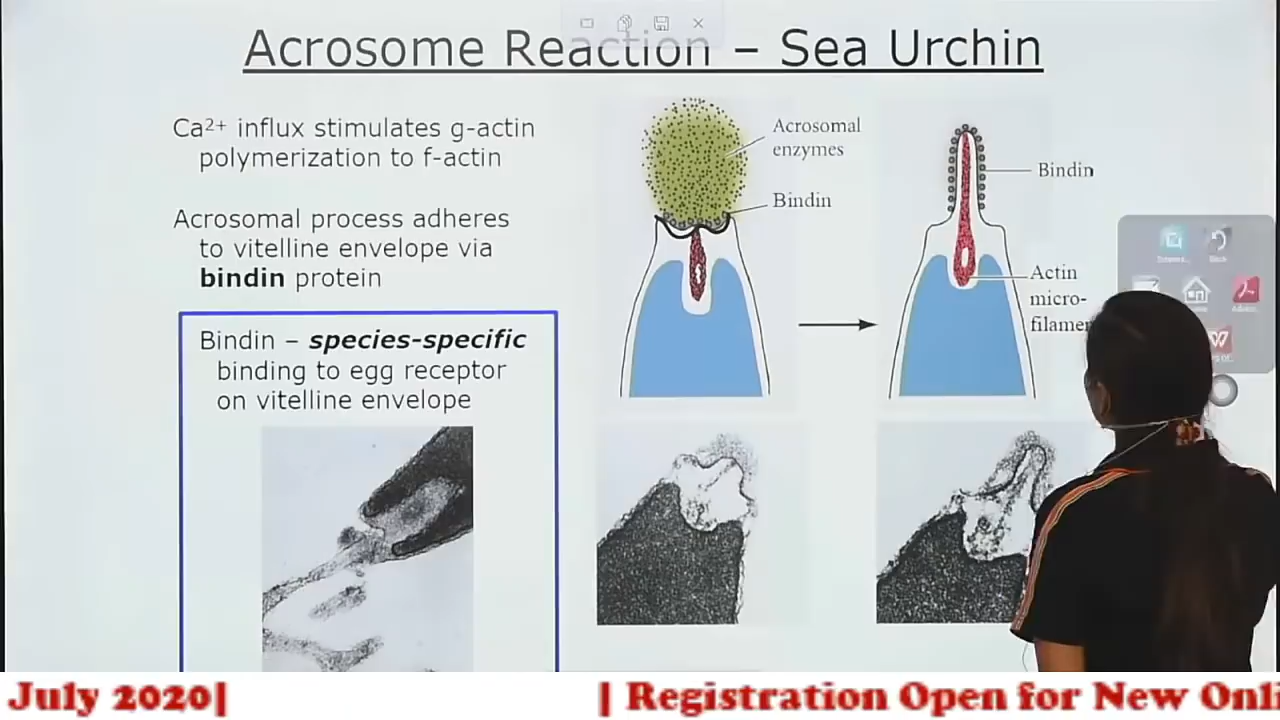 Acrosome Reaction – Sea Urchin
Ca2+ influx stimulates g-actin
polymerization to f-actin
Acrosomal process adheres
to vitelline envelope via
bindin protein
Bindin – species-specific
binding to egg receptor
on vitelline envelope
Acrosomal
enzymes
Bindin
Bindin
Actin
micro-
July 2020|
| Registration Open for New